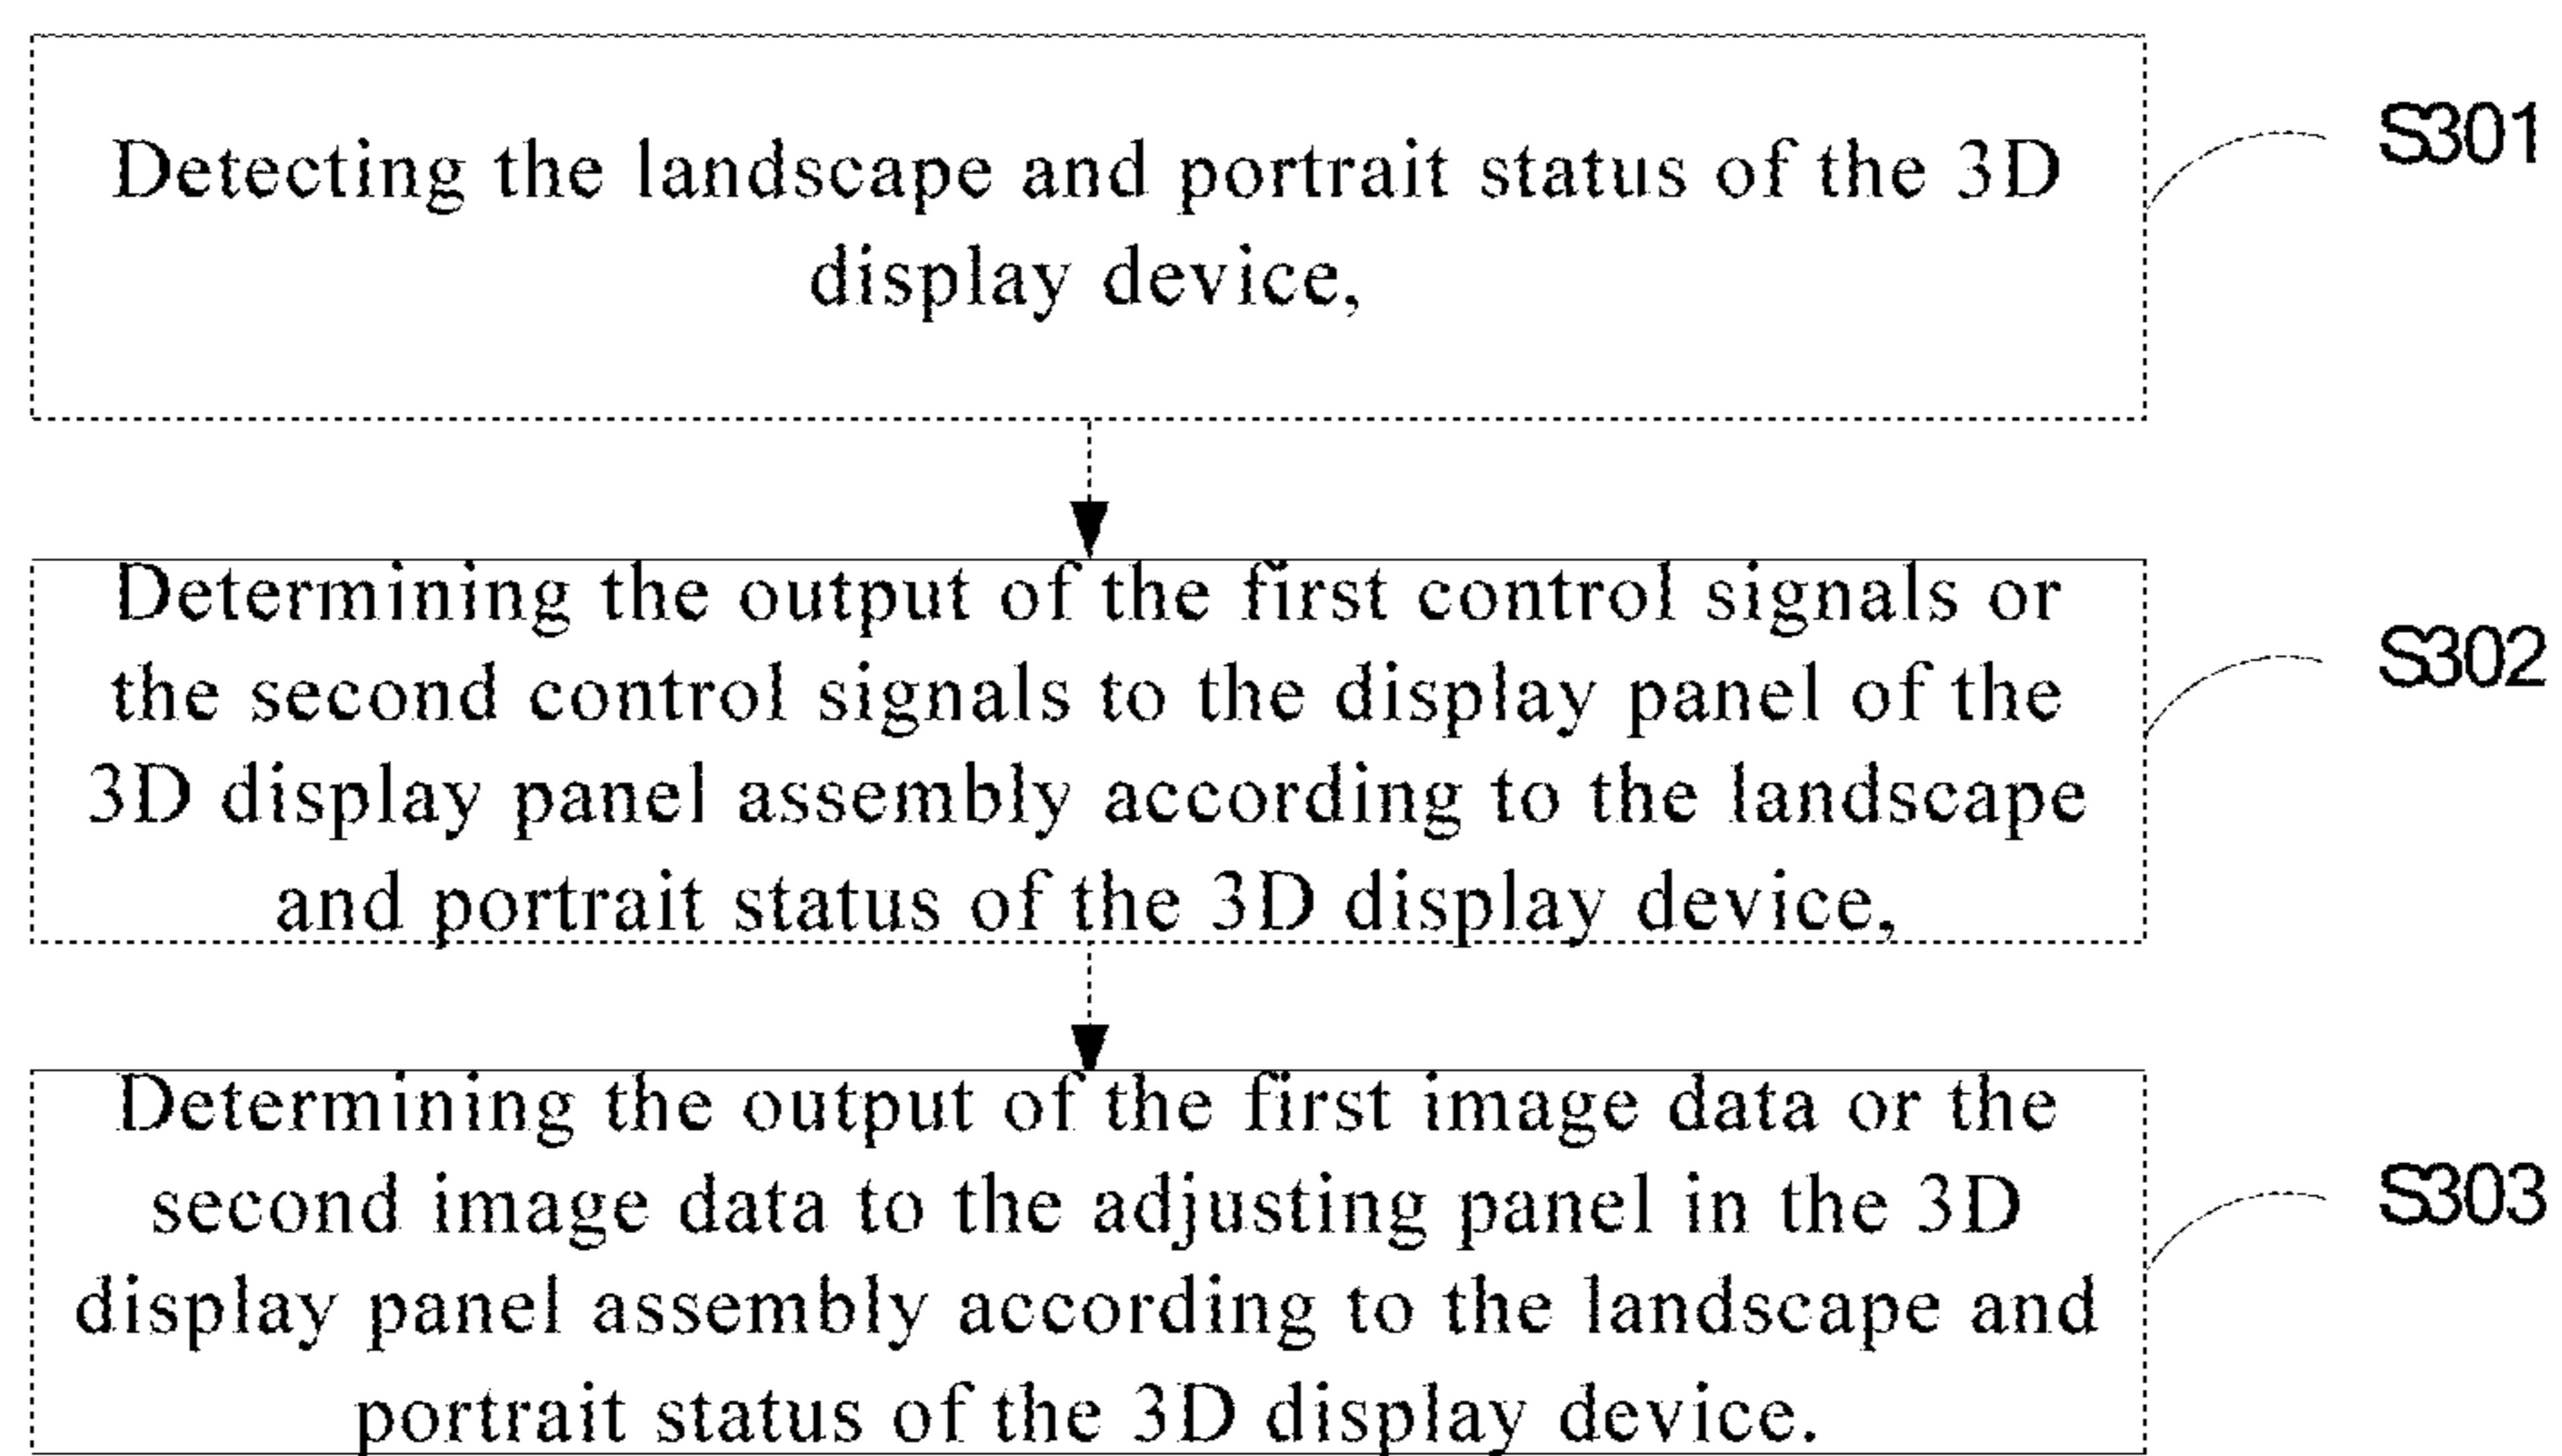 Detecting the landscape and portrait status of the 3D
display device,
S301
Determining the output of the first control signals or
the second control signals to the display panel of the
3D display panel assembly according to the landscape
and portrait status of the 3D display device,
S302
Determining the output of the first image data or the
second image data to the adjusting panel in the 3D
display panel assembly according to the landscape and
portrait status of the 3D display device.
S303